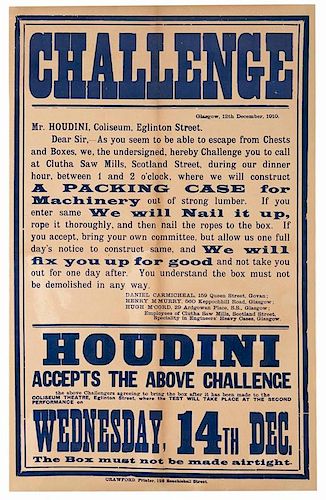 CHALLENGE
Glasgow, 12th December, 1910.
Mr. HOUDINI, Coliseum, Eglinton Street.
Dear Sir,—As you seem to be able to escape from Chests
and Boxes, we, the undersigned, hereby Challenge you to call
at Clutha Saw Mills, Scotland Street, during our dinner
hour, between 1 and 2 o'clock, where we will construct
A PACKING CASE for
Machinery out of strong lumber. If you
enter same We will Nail it up,
rope it thoroughly, and then nail the ropes to the box. If
you accept, bring your own committee, but allow us one full
day's notice to construct same, and We will
fix you up for good and not take you
out for one day after. You understand the box must not
be demolished in any way.
DANIEL CARMICHEAL, 159 Queen Street, Govan;
HENRY M'MURRY, 560 Keppochhill Road, Glasgow;
HUGH M'CORD, 29 Ardgowan Place, S.S., Glasgow;
Employees of Clutha Saw Mills, Scotland Street,
Speciality in Engineers' Heavy Cases, Glasgow.
HOUDINI
ACCEPTS THE ABOVE CHALLENGE
the above Challengers agreeing to bring the box after it has been made to the
COLISEUM THEATRE, Eglinton Street, where the TEST WILL TAKE PLACE AT THE SECOND
PERFORMANCE on
WEDNESDAY, 14TH DEC.
The Box must not be made airtight.
CRAWFORD, Printer, Sauchiehall Street.